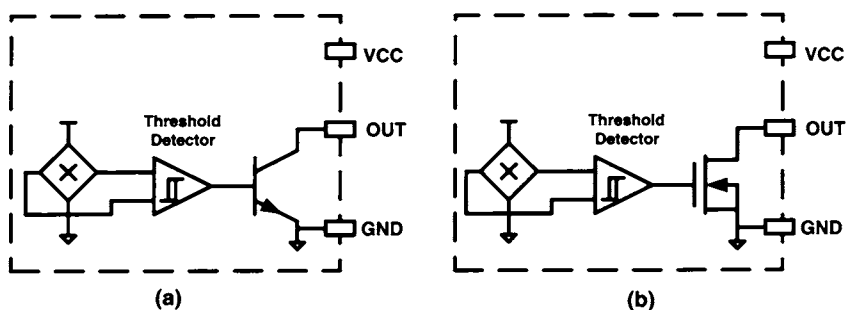 VCC
Threshold
Detector
OUT
GND
(a)
VCC
Threshold
Detector
OUT
GND
(b)